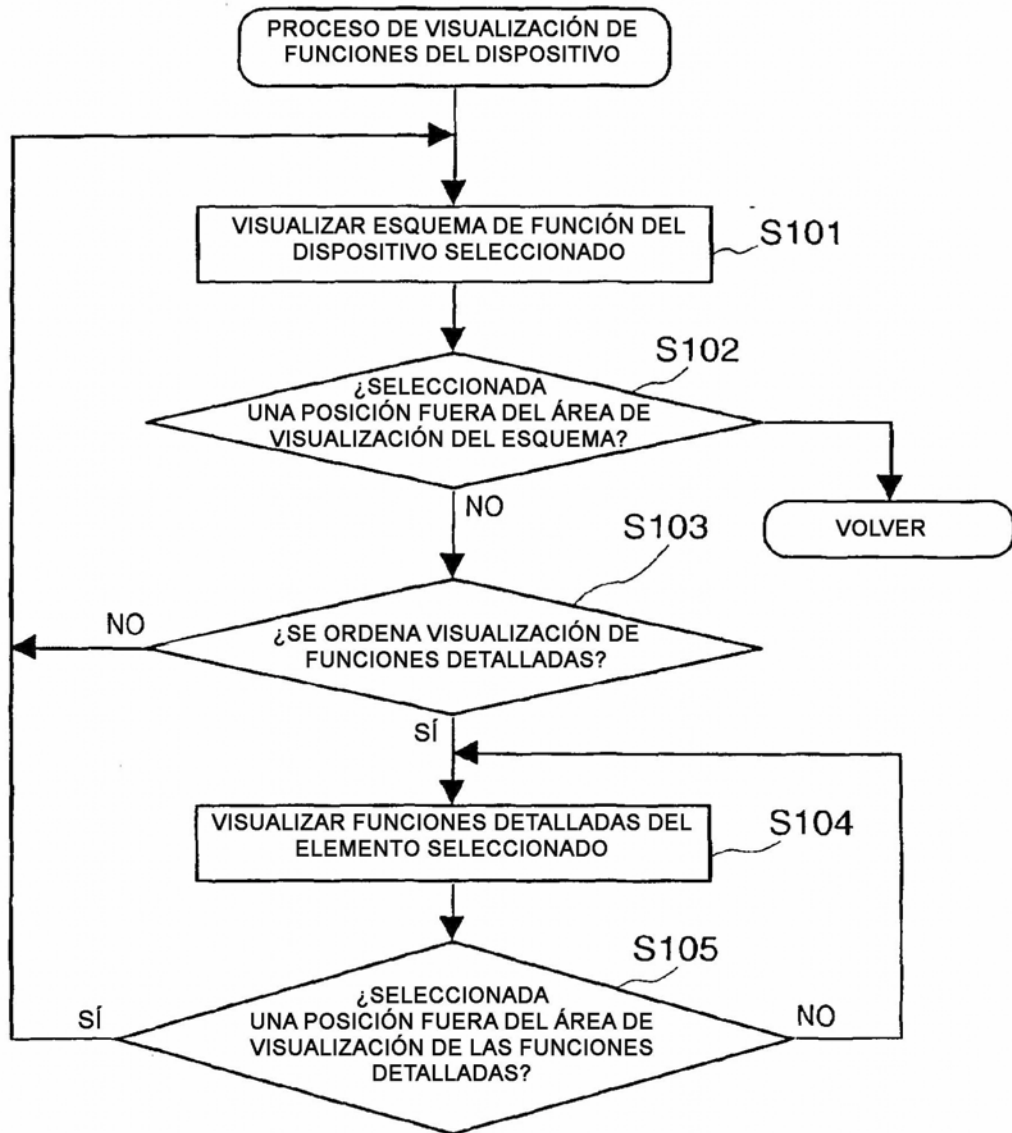 PROCESO DE VISUALIZACIÓN DE
FUNCIONES DEL DISPOSITIVO
VISUALIZAR ESQUEMA DE FUNCIÓN DEL
DISPOSITIVO SELECCIONADO
S101
S102
¿SELECCIONADA
UNA POSICIÓN FUERA DEL ÁREA DE
VISUALIZACIÓN DEL ESQUEMA?
NO
VOLVER
S103
NO
¿SE ORDENA VISUALIZACIÓN DE
FUNCIONES DETALLADAS?
SÍ
VISUALIZAR FUNCIONES DETALLADAS DEL
ELEMENTO SELECCIONADO
S104
S105
¿SELECCIONADA
UNA POSICIÓN FUERA DEL ÁREA DE
VISUALIZACIÓN DE LAS FUNCIONES
DETALLADAS?
SÍ
NO